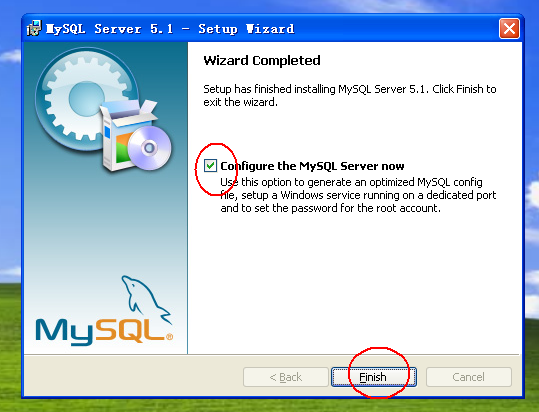 MySQL Server 5.1 - Setup Wizard
Wizard Completed
Setup has finished installing MySQL Server 5.1. Click Finish to
exit the wizard.
Configure the MySQL Server now
Use this option to generate an optimized MySQL config
file, setup a Windows service running on a dedicated port
and to set the password for the root account.
MySQL®
< Back
Finish
Cancel